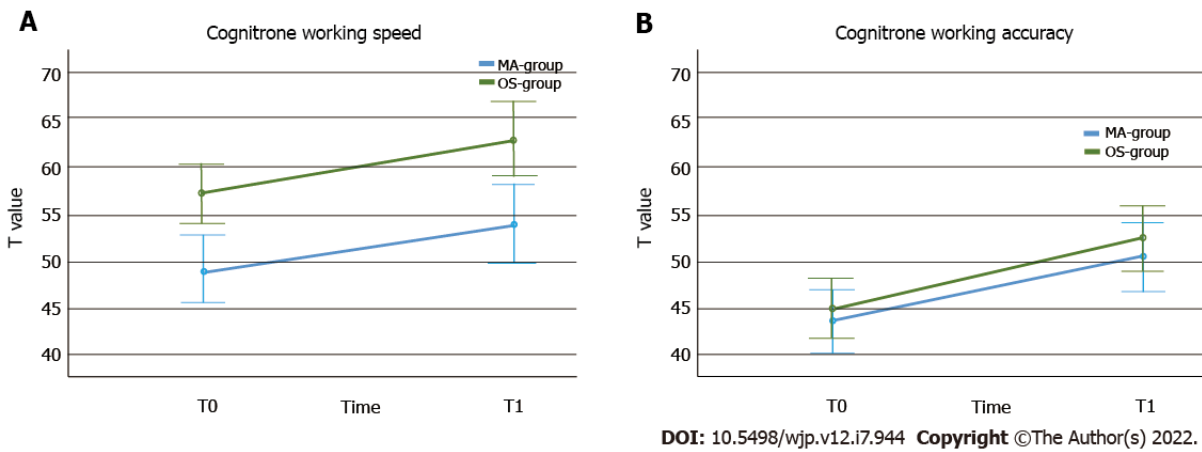 A
Cognitrone working speed
MA-group
OS-group
70
65
60
55
50
45
40
T value
T0
Time
T1
B
Cognitrone working accuracy
MA-group
OS-group
70
65
60
55
50
45
40
T value
T0
Time
T1
DOI: 10.5498/wjp.v12.i7.944 Copyright ©The Author(s) 2022.